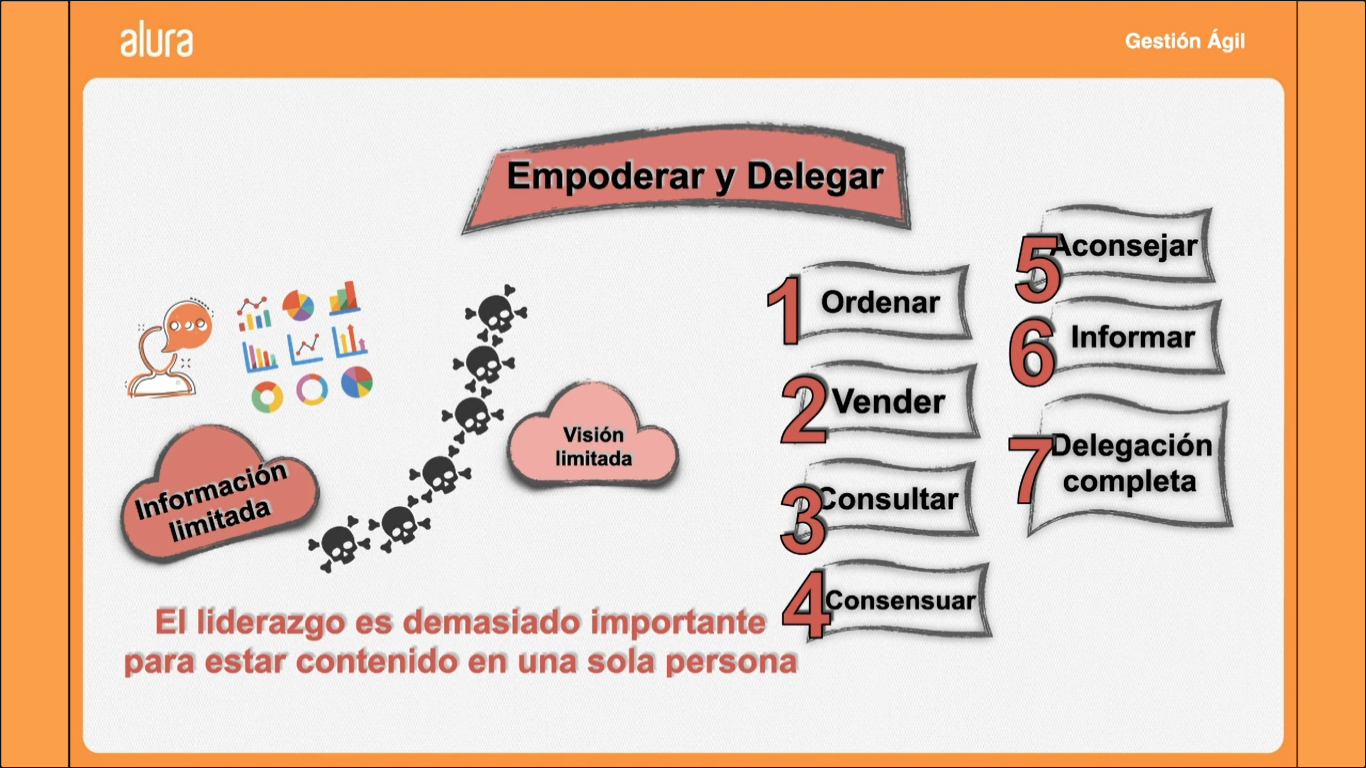 alura
Gestión Ágil
Empoderar y Delegar
Información
limitada
Visión
limitada
El liderazgo es demasiado importante
para estar contenido en una sola persona
1 Ordenar
2 Vender
3 Consultar
4 Consensuar
5 Aconsejar
6 Informar
7 Delegación
completa